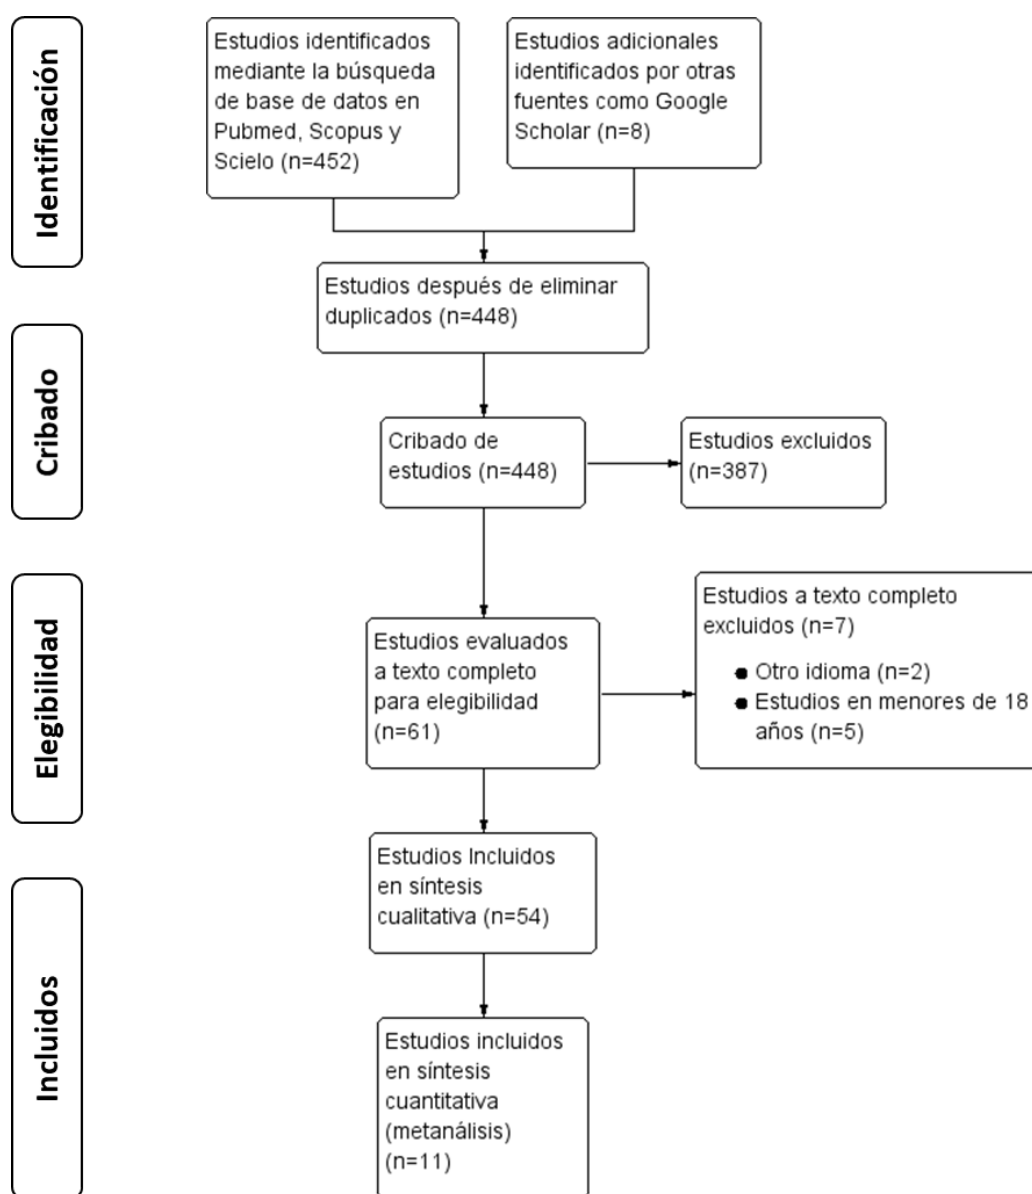 Identificación
Estudios identificados
mediante la búsqueda
de base de datos en
Pubmed, Scopus y
Scielo (n=452)
Estudios adicionales
identificados por otras
fuentes como Google
Scholar (n=8)
Estudios después de eliminar
duplicados (n=448)
Cribado
Cribado de
estudios (n=448)
Estudios excluidos
(n=387)
Elegibilidad
Estudios evaluados
a texto completo
para elegibilidad
(n=61)
Estudios a texto completo
excluidos (n=7)
● Otro idioma (n=2)
● Estudios en menores de 18
años (n=5)
Incluidos
Estudios Incluidos
en síntesis
cualitativa (n=54)
Estudios incluidos
en síntesis
cuantitativa
(metanálisis)
(n=11)